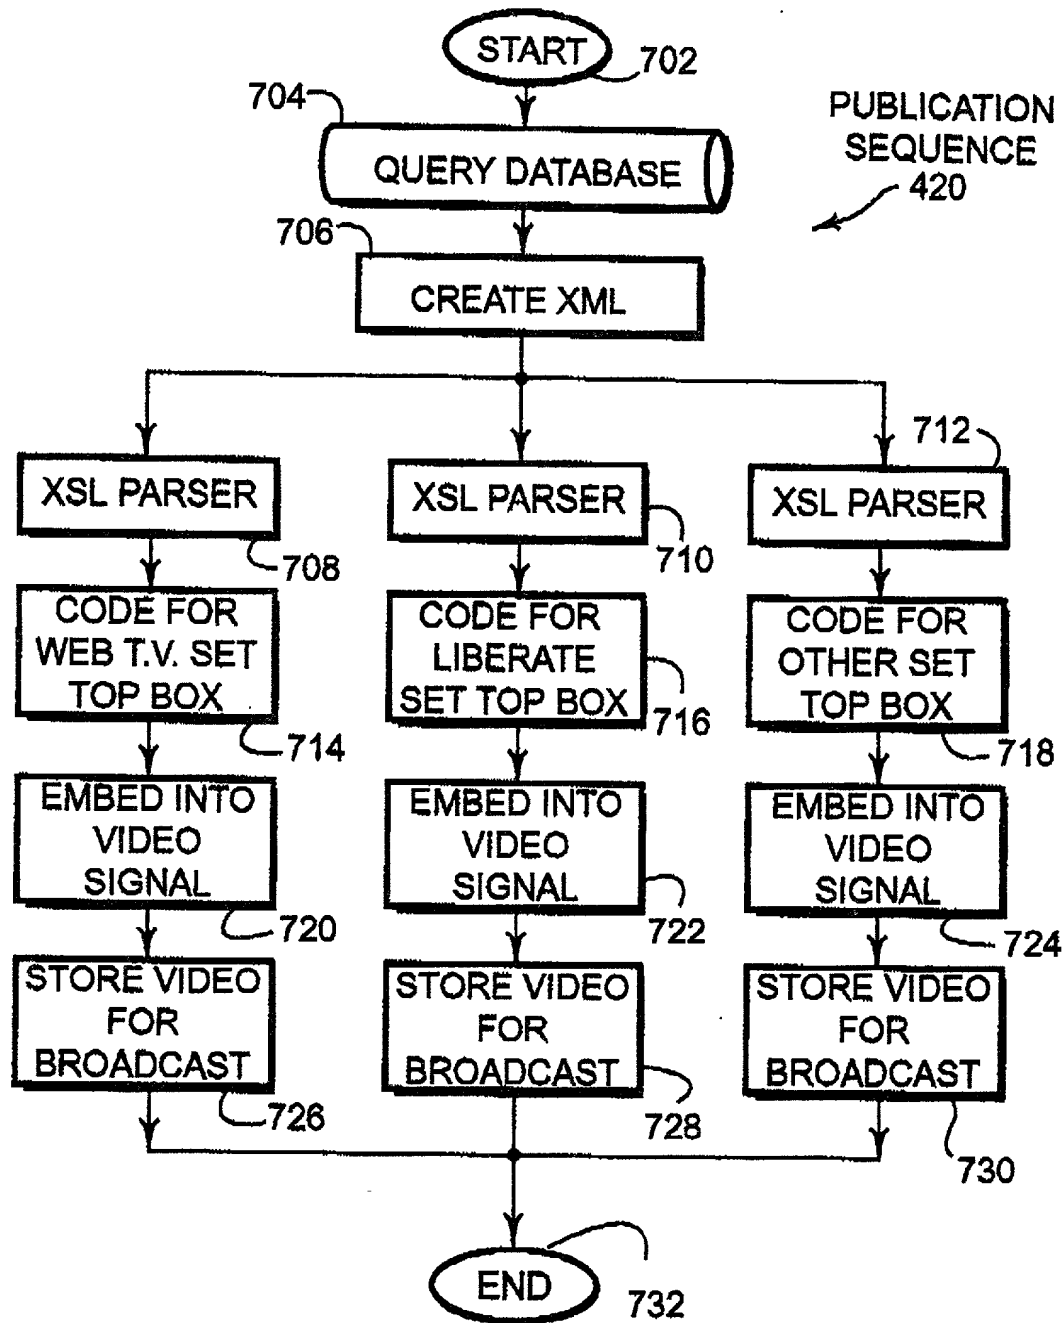 START
702
704
PUBLICATION
SEQUENCE
420
QUERY DATABASE
706
CREATE XML
712
XSL PARSER
708
XSL PARSER
710
XSL PARSER
CODE FOR
WEB T.V. SET
TOP BOX
714
CODE FOR
LIBERATE
SET TOP BOX
716
CODE FOR
OTHER SET
TOP BOX
718
EMBED INTO
VIDEO
SIGNAL
720
EMBED INTO
VIDEO
SIGNAL
722
EMBED INTO
VIDEO
SIGNAL
724
STORE VIDEO
FOR
BROADCAST
726
STORE VIDEO
FOR
BROADCAST
728
STORE VIDEO
FOR
BROADCAST
730
END
732